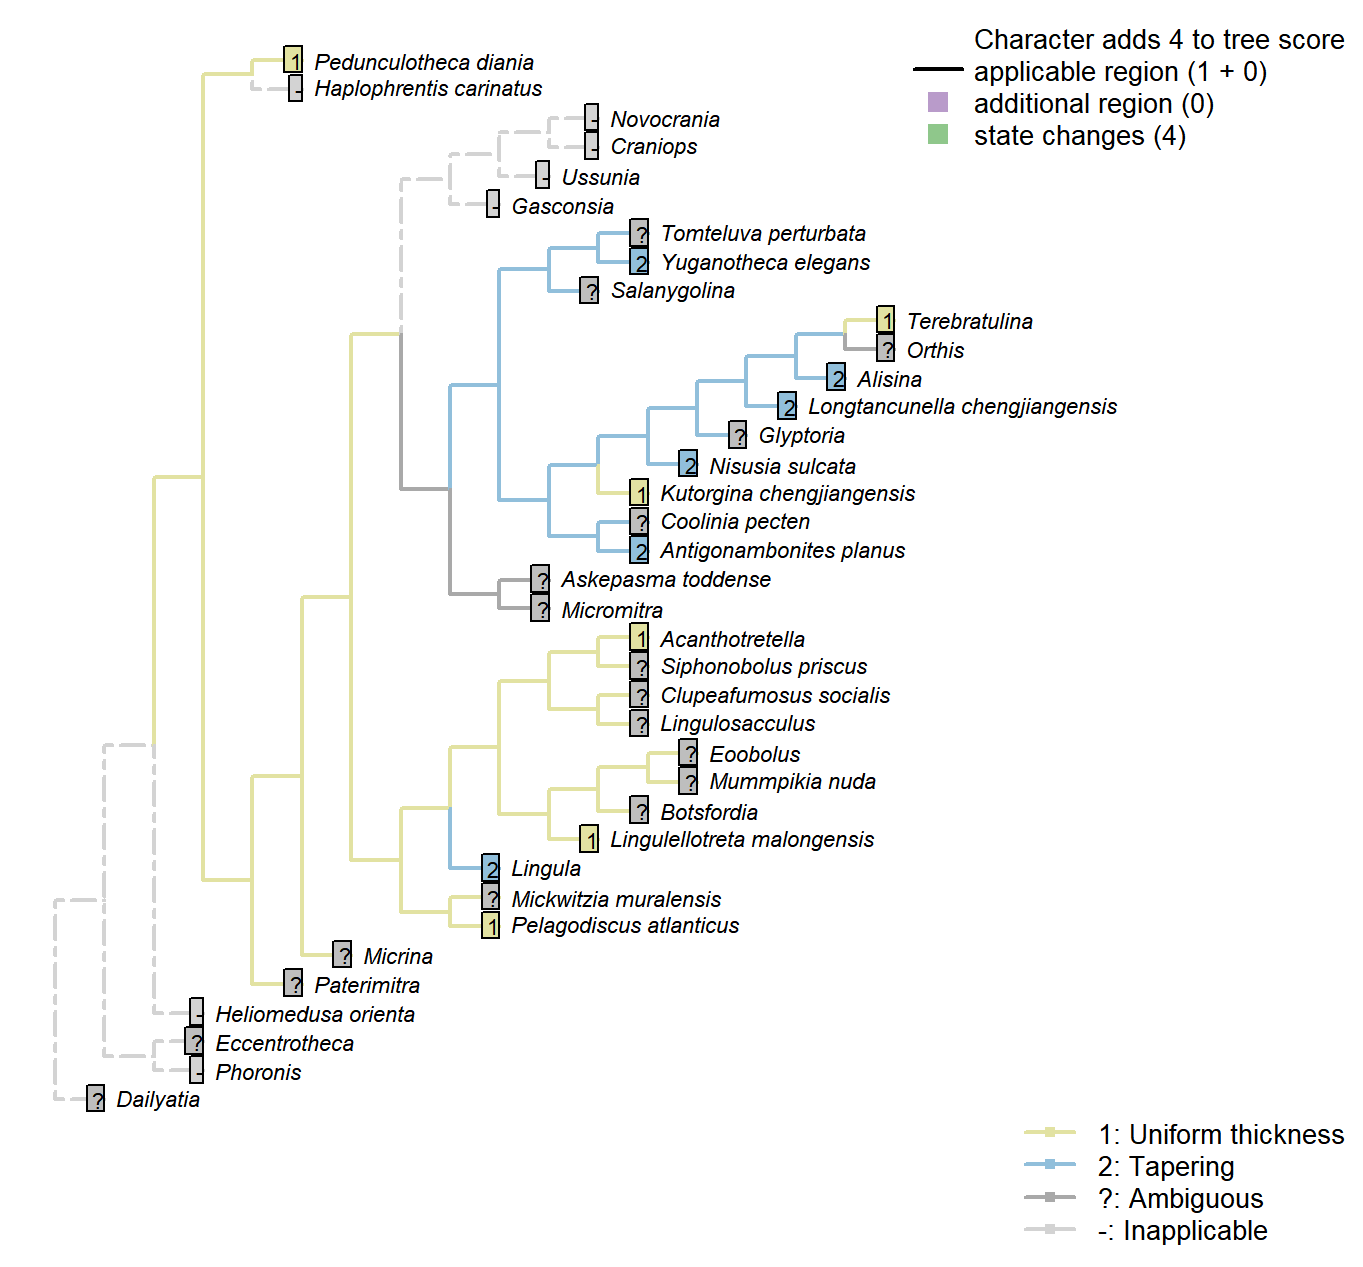 Character adds 4 to tree score
applicable region (1 + 0)
additional region (0)
state changes (4)
1 Pedunculotheca diania
- Haplophrentis carinatus
- Novocrania
- Craniops
- Ussunia
- Gasconsia
? Tomteluva perturbata
2 Yuganotheca elegans
? Salanygolina
1 Terebratulina
? Orthis
2 Alisina
2 Longtancunella chengjiangensis
? Glyptoria
2 Nisusia sulcata
1 Kutorgina chengjiangensis
? Coolinia pecten
2 Antigonambonites planus
? Askepasma toddense
? Micromitra
1 Acanthotretella
? Siphonobolus priscus
? Clupeafumosus socialis
? Lingulosacculus
? Eoobolus
? Mummpikia nuda
? Botsfordia
1 Lingulellotreta malongensis
2 Lingula
? Mickwitzia muralensis
1 Pelagodiscus atlanticus
? Micrina
? Paterimitra
- Heliomedusa orienta
? Eccentrotheca
- Phoronis
? Dailyatia
1: Uniform thickness
2: Tapering
?: Ambiguous
-: Inapplicable